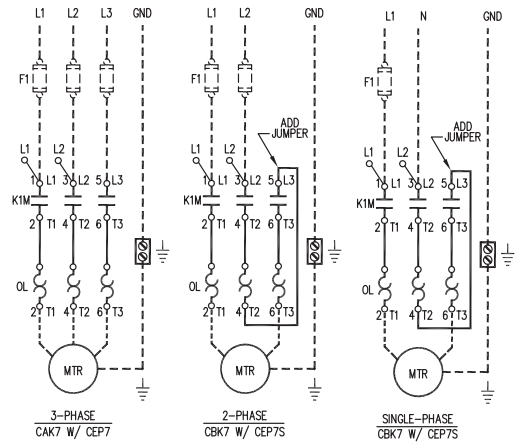 L1 L2 L3 GND
F1
L1 L2
1 L1 3 L2 5 L3
K1M
2 T1 4 T2 6 T3
OL
2 T1 4 T2 6 T3
MTR
3-PHASE
CAK7 W/ CEP7
L1 L2 GND
F1
ADD
JUMPER
L1 L2
1 L1 3 L2 5 L3
K1M
2 T1 4 T2 6 T3
OL
2 T1 4 T2 6 T3
MTR
2-PHASE
CBK7 W/ CEP7S
L1 N GND
F1
ADD
JUMPER
L1 L2
1 L1 3 L2 5 L3
K1M
2 T1 4 T2 6 T3
OL
2 T1 4 T2 6 T3
MTR
SINGLE-PHASE
CBK7 W/ CEP7S